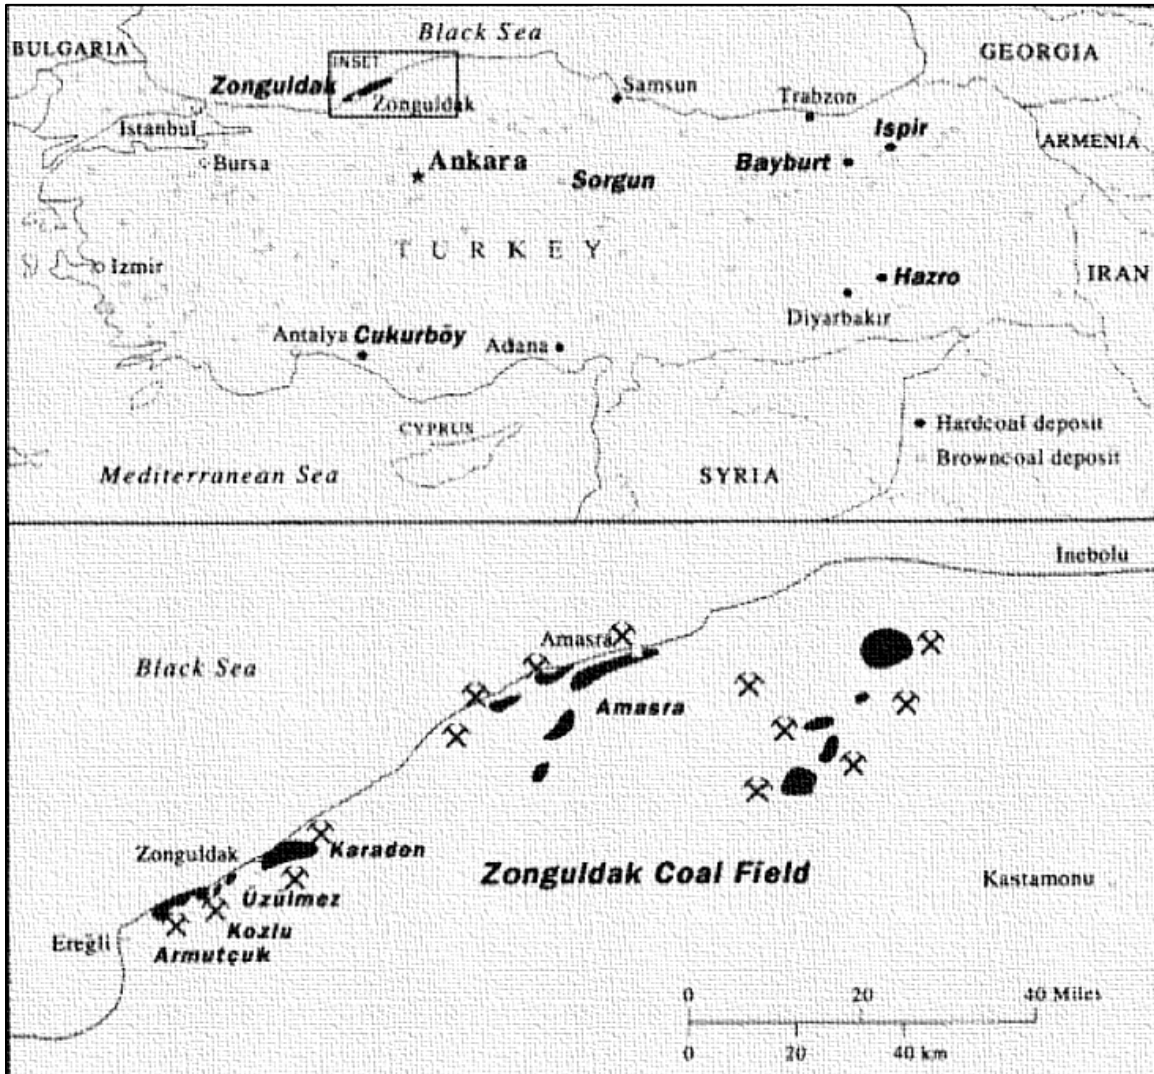 Black Sea
BULGARIA
GEORGIA
INSET
Zonguldak
Zonguldak
Samsun
Trabzon
Istanbul
Ispir
ARMENIA
Bursa
Ankara
Sorgun
Bayburt
TURKEY
Izmir
Hazro
IRAN
Diyarbakır
Antalya
Cukurböy
Adana
CYPRUS
Hardcoal deposit
Browncoal deposit
Mediterranean Sea
SYRIA
İnebolu
Amasra
Black Sea
Amasra
Zonguldak
Karadon
Zonguldak Coal Field
Kastamonu
Üzülmez
Kozlu
Ereğli
Armutçuk
0 20 40 Miles
0 20 40 km